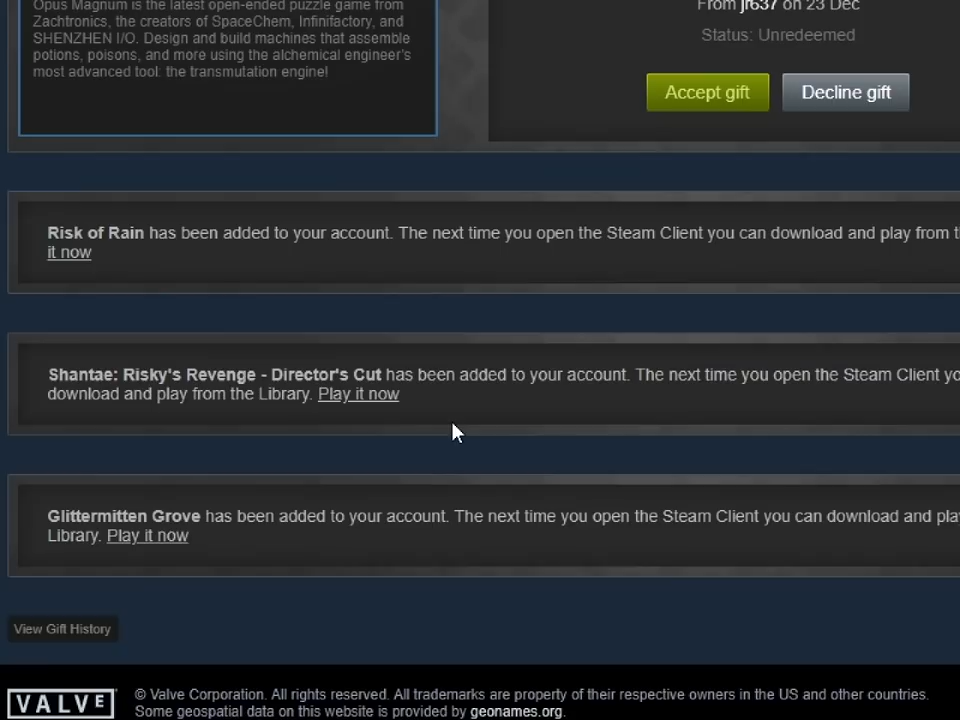 Opus Magnum is the latest open-ended puzzle game from
Zachtronics, the creators of SpaceChem, Infinifactory, and
SHENZHEN I/O. Design and build machines that assemble
potions, poisons, and more using the alchemical engineer's
most advanced tool: the transmutation engine!
From jr637 on 23 Dec
Status: Unredeemed
Accept gift
Decline gift
Risk of Rain has been added to your account. The next time you open the Steam Client you can download and play from
it now
Shantae: Risky's Revenge - Director's Cut has been added to your account. The next time you open the Steam Client
download and play from the Library. Play it now
Glittermitten Grove has been added to your account. The next time you open the Steam Client you can download and
Library. Play it now
View Gift History
VALVE
© Valve Corporation. All rights reserved. All trademarks are property of their respective owners in the US and other countries.
Some geospatial data on this website is provided by geonames.org.